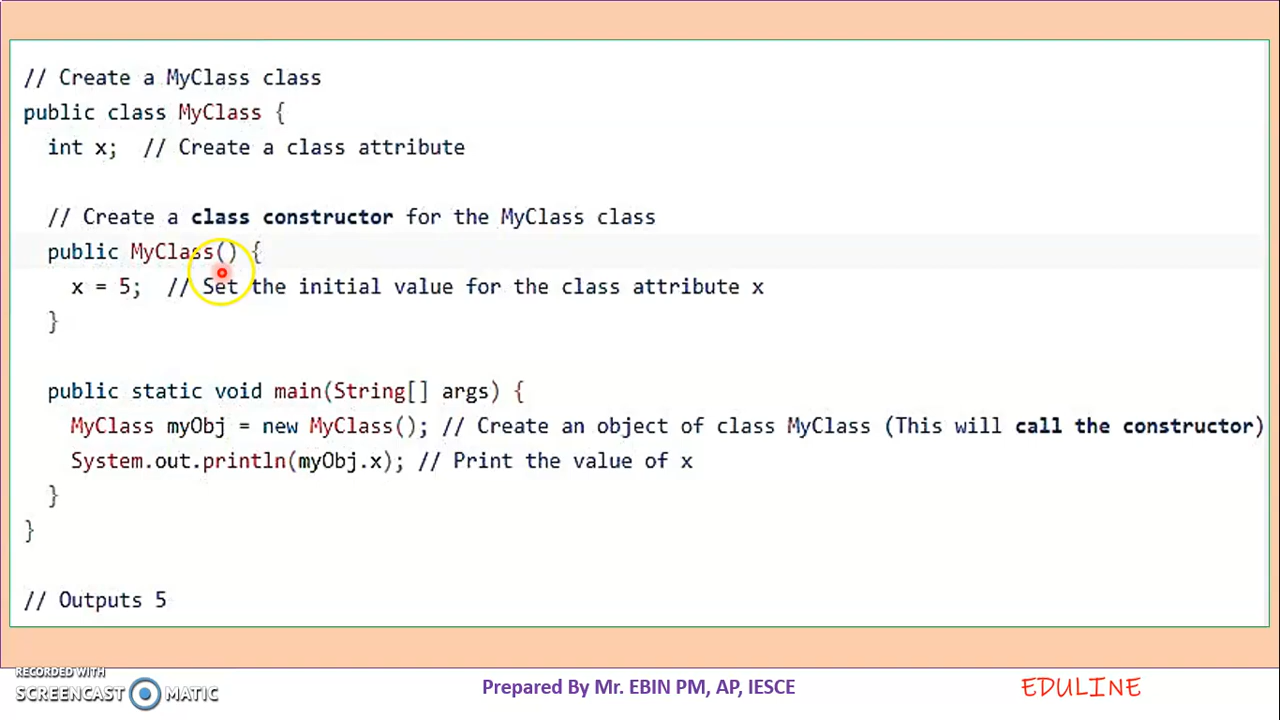 // Create a MyClass class
public class MyClass {
int x;  // Create a class attribute
// Create a class constructor for the MyClass class
public MyClass() {
x = 5;  // Set the initial value for the class attribute x
}
public static void main(String[] args) {
MyClass myObj = new MyClass(); // Create an object of class MyClass (This will call the constructor)
System.out.println(myObj.x); // Print the value of x
}
}
// Outputs 5
RECORDED WITH
SCREENCAST MATIC
Prepared By Mr. EBIN PM, AP, IESCE
EDULINE